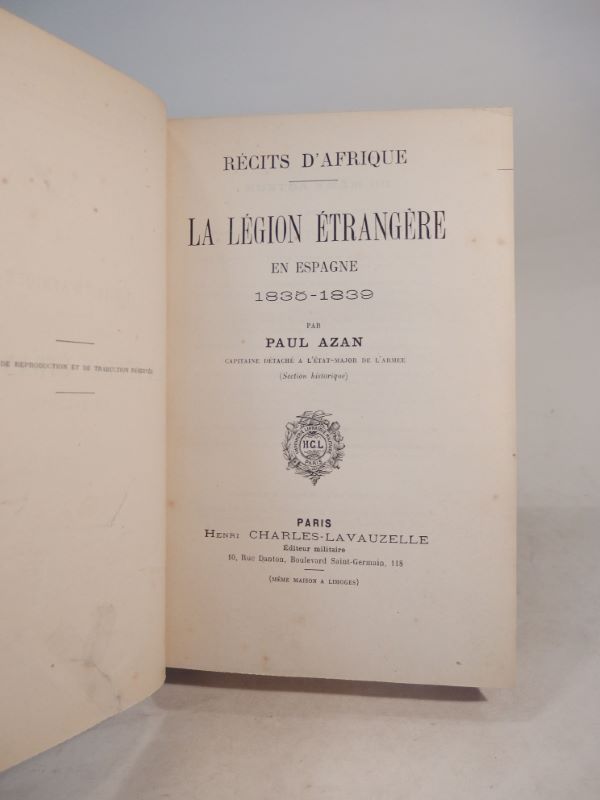 DE REPRODUCTION ET DE TRADUCTION RÉSERVÉS
RÉCITS D'AFRIQUE
LA LÉGION ÉTRANGÈRE
EN ESPAGNE
1835-1839
PAR
PAUL AZAN
CAPITAINE DÉTACHÉ A L'ÉTAT-MAJOR DE L'ARMÉE
(Section historique)
H.C.L
PARIS
PARIS
HENRI CHARLES-LAVAUZELLE
Éditeur militaire
10, Rue Danton, Boulevard Saint-Germain, 118
(MÊME MAISON A LIMOGES)